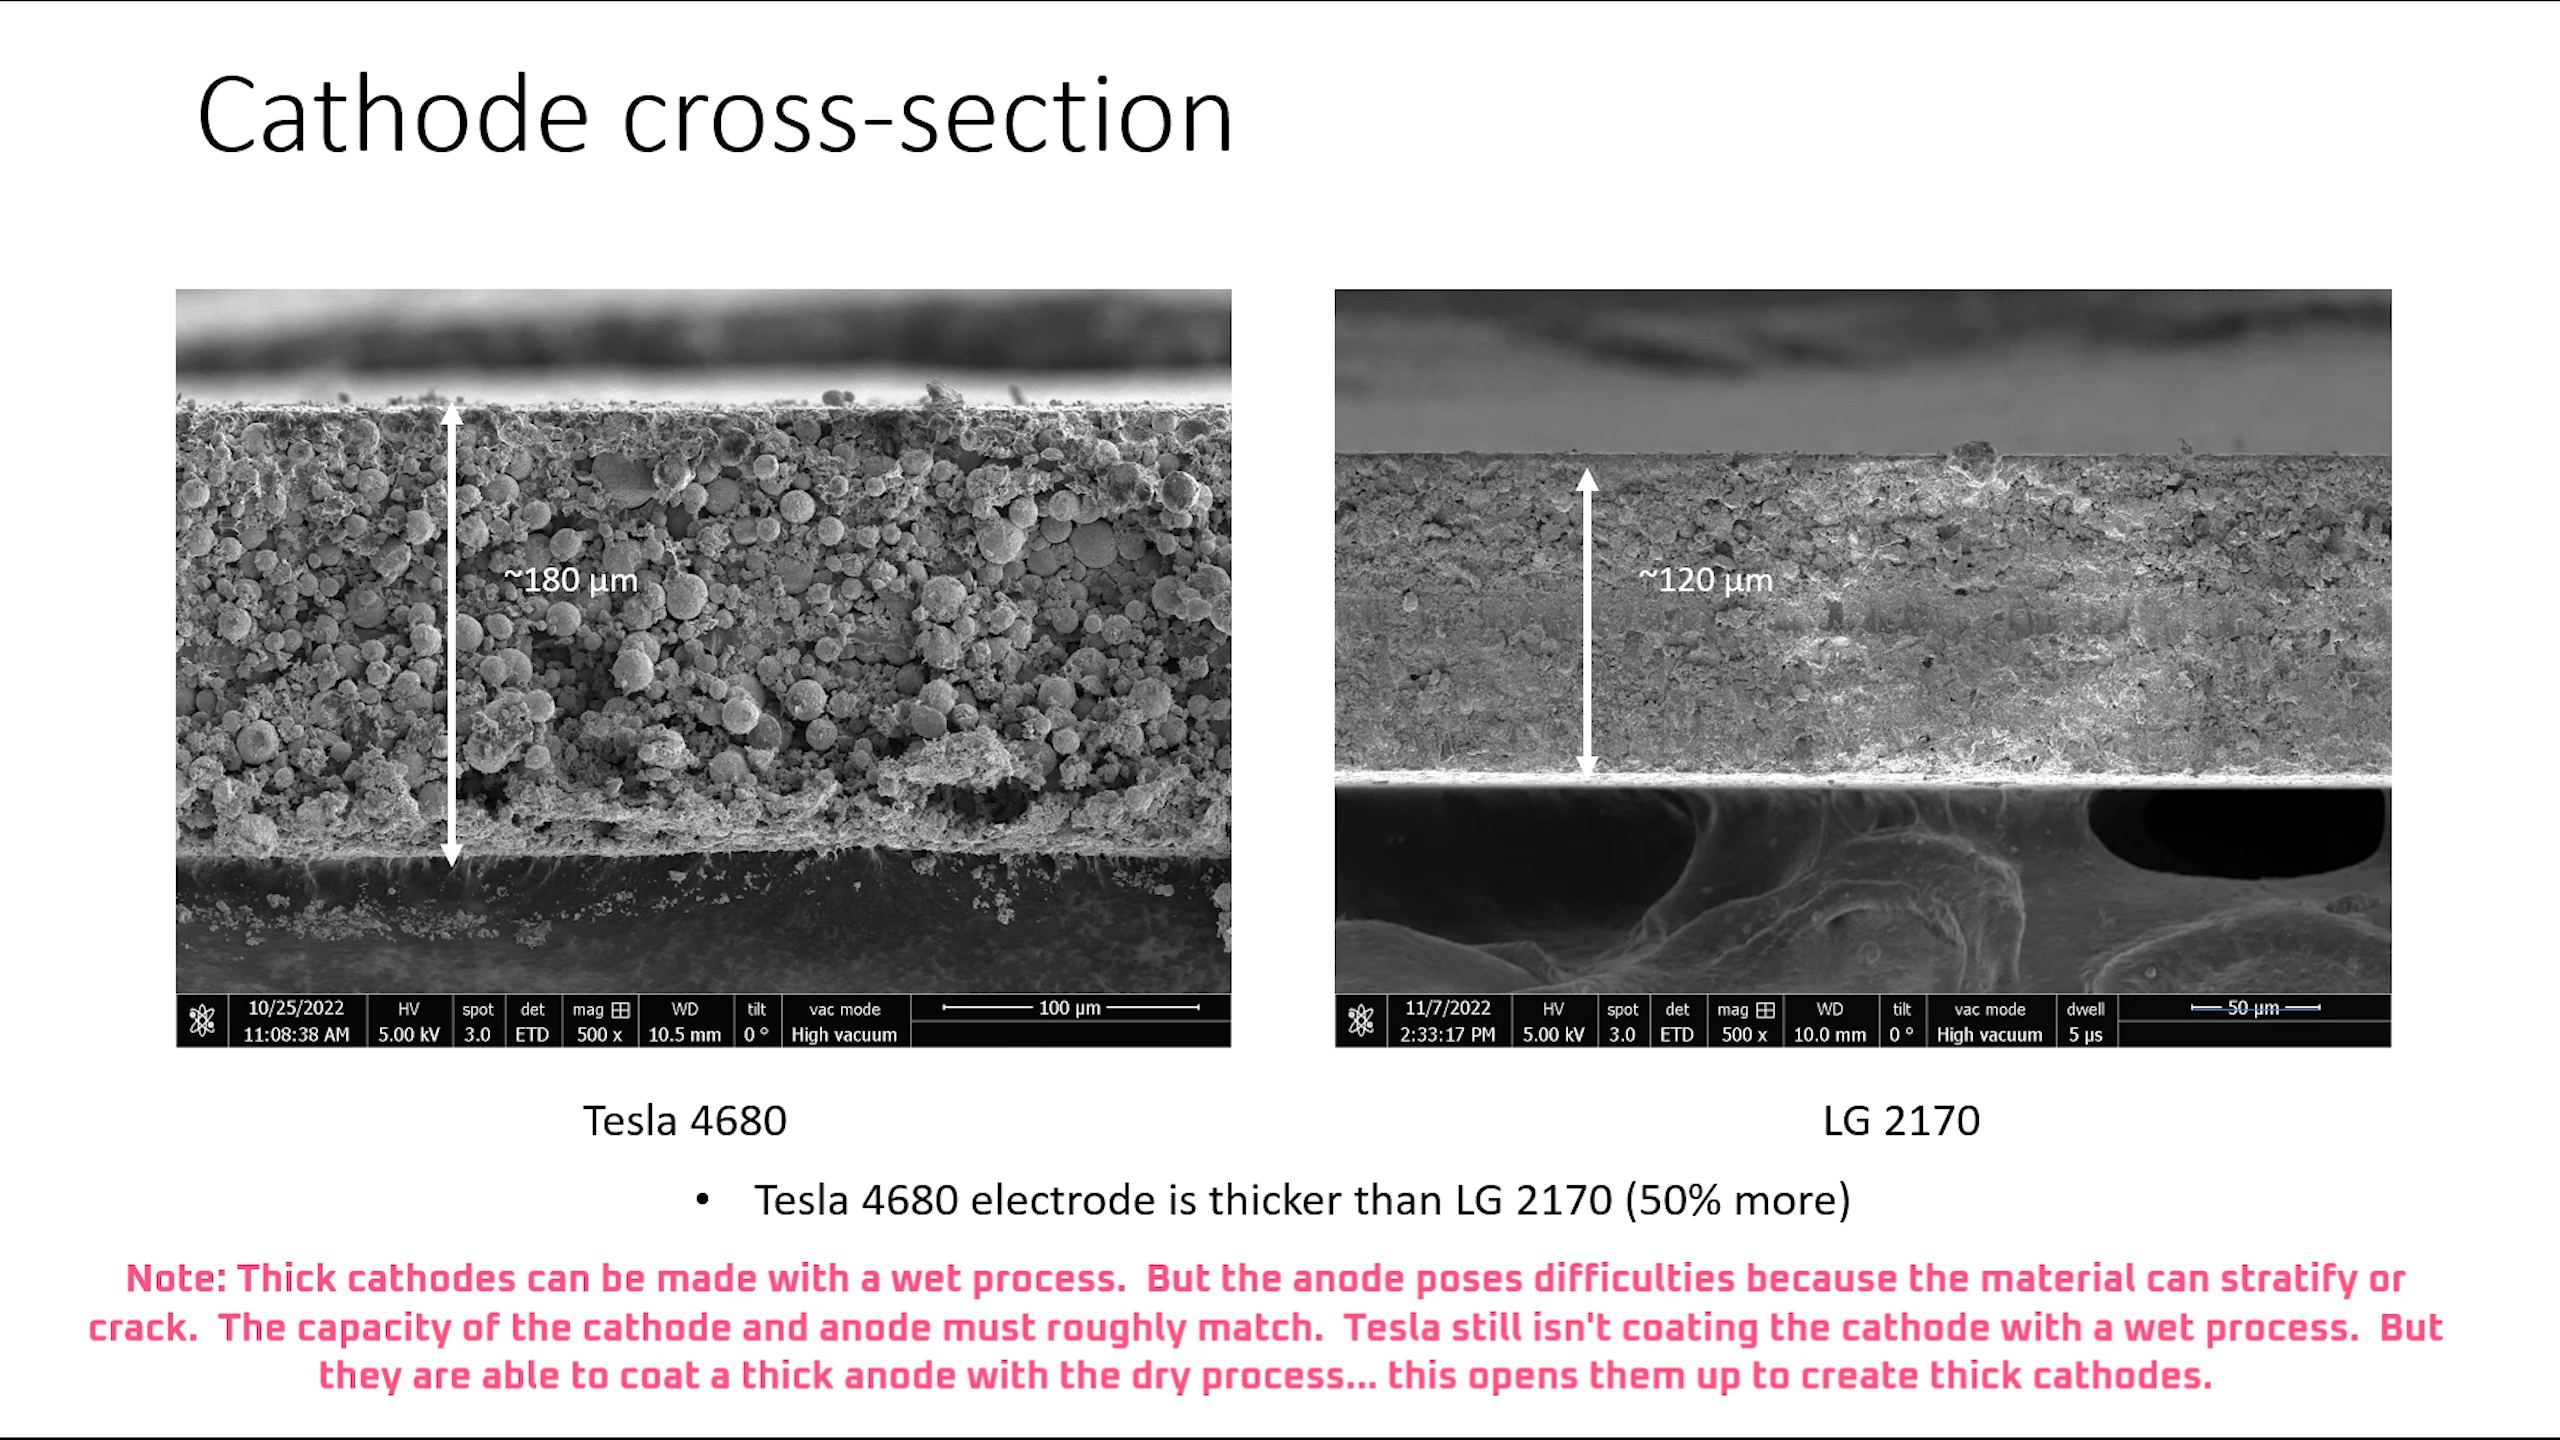 Cathode cross-section
~180 µm
~120 µm
10/25/2022 HV spot det mag WD tilt vac mode 100 µm
11:08:38 AM 5.00 kV 3.0 ETD 500 x 10.5 mm 0 ° High vacuum
11/7/2022 HV spot det mag WD tilt vac mode dwell 50 µm
2:33:17 PM 5.00 kV 3.0 ETD 500 x 10.0 mm 0 ° High vacuum 5 µs
Tesla 4680
LG 2170
• Tesla 4680 electrode is thicker than LG 2170 (50% more)
Note: Thick cathodes can be made with a wet process. But the anode poses difficulties because the material can stratify or
crack. The capacity of the cathode and anode must roughly match. Tesla still isn't coating the cathode with a wet process. But
they are able to coat a thick anode with the dry process... this opens them up to create thick cathodes.